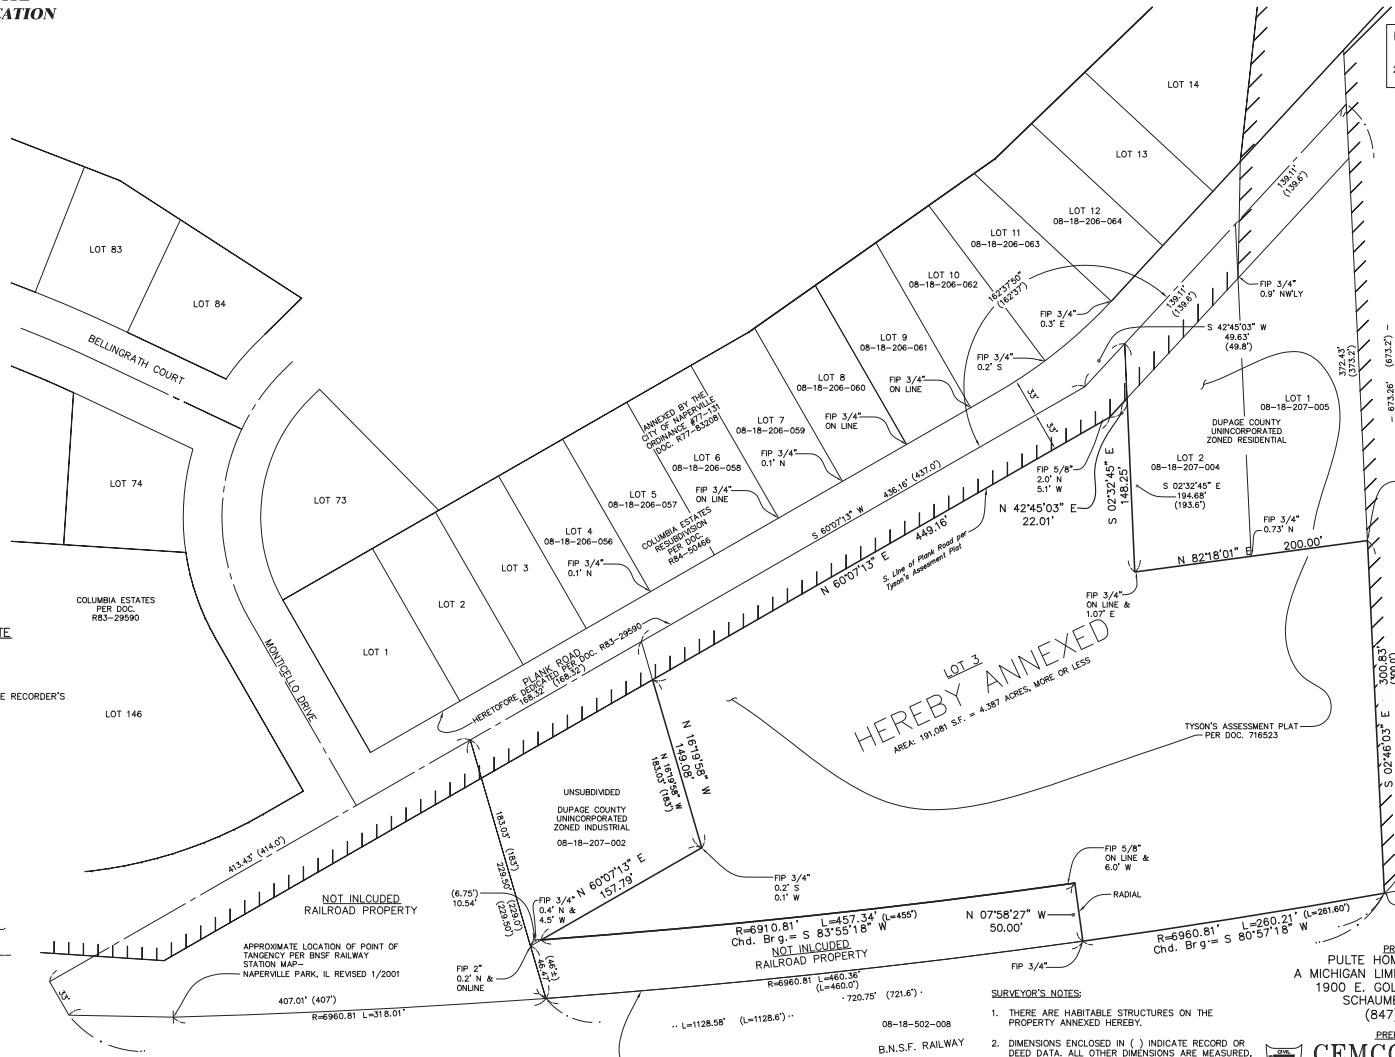 CATION
LOT 14
LOT 13
LOT 12
08-18-206-064
LOT 11
08-18-206-063
LOT 10
08-18-206-062
LOT 9
08-18-206-061
LOT 8
08-18-206-060
LOT 7
08-18-206-059
LOT 6
08-18-206-058
LOT 5
08-18-206-057
LOT 4
08-18-206-056
LOT 3
LOT 2
LOT 1
LOT 83
LOT 84
BELLINGRATH COURT
LOT 74
LOT 73
COLUMBIA ESTATES
PER DOC.
R83-29590
TE
E RECORDER'S
LOT 146
MONTICELLO DRIVE
139.11'
(139.6')
162°37'50"
(162°37')
139.11'
(139.6')
FIP 3/4"
0.9' NW'LY
FIP 3/4"
0.3' E
FIP 3/4"
0.2' S
S 42°45'03" W
49.63'
(49.8')
372.43'
(373.2')
673.26' (673.2')
FIP 3/4"
ON LINE
FIP 3/4"
ON LINE
FIP 3/4"
0.1' N
FIP 3/4"
ON LINE
FIP 3/4"
0.1' N
33'
33'
ANNEXED BY THE
CITY OF NAPERVILLE
ORDINANCE #77-131
(DOC. R77-83208)
COLUMBIA ESTATES
RESUBDIVISION
PER DOC.
R84-50466
LOT 1
08-18-207-005
DUPAGE COUNTY
UNINCORPORATED
ZONED RESIDENTIAL
LOT 2
08-18-207-004
S 02°32'45" E
194.68'
(193.6')
FIP 5/8"
2.0' N
5.1' W
N 42°45'03" E
22.01'
S 02°32'45" E
148.25'
FIP 3/4"
0.73' N
N 82°18'01" E 200.00'
FIP 3/4"
ON LINE &
1.07' E
436.16' (437.0')
S 60°07'13" W
N 60°07'13" E 449.16'
S. Line of Plank Road per
Tyson's Assesment Plat
PLANK ROAD
HERETOFORE DEDICATED PER DOC. R83-29590
168.32' (168.32')
LOT 3
HEREBY ANNEXED
AREA: 191,081 S.F. = 4.387 ACRES, MORE OR LESS
TYSON'S ASSESSMENT PLAT
PER DOC. 716523
S 02°46'03" E 300.83'
(300.0')
N 16°19'58" W
149.08'
N 16°19'58" W
183.03' (183')
UNSUBDIVIDED
DUPAGE COUNTY
UNINCORPORATED
ZONED INDUSTRIAL
08-18-207-002
183.03' (183')
229.50' (229.0')
(229.50')
N 60°07'13" E
157.79'
FIP 3/4"
0.2' S
0.1' W
FIP 5/8"
ON LINE &
6.0' W
RADIAL
413.43' (414.0')
NOT INLCUDED
RAILROAD PROPERTY
(6.75')
10.54'
FIP 3/4"
0.4' N &
4.5' W
R=6910.81' L=457.34' (L=455')
Chd. Brg.= S 83°55'18" W
N 07°58'27" W
50.00'
NOT INLCUDED
RAILROAD PROPERTY
R=6960.81' L=260.21' (L=261.60')
Chd. Brg.= S 80°57'18" W
APPROXIMATE LOCATION OF POINT OF
TANGENCY PER BNSF RAILWAY
STATION MAP-
NAPERVILLE PARK, IL REVISED 1/2001
FIP 2"
0.2' N &
ONLINE
(46'±)
46.47'
FIP 3/4"
R=6960.81 L=460.36'
(L=460.0')
720.75' (721.6')
33'
407.01' (407')
R=6960.81 L=318.01'
L=1128.58' (L=1128.6')
08-18-502-008
B.N.S.F. RAILWAY
SURVEYOR'S NOTES:
1. THERE ARE HABITABLE STRUCTURES ON THE
PROPERTY ANNEXED HEREBY.
2. DIMENSIONS ENCLOSED IN ( ) INDICATE RECORD OR
DEED DATA. ALL OTHER DIMENSIONS ARE MEASURED.
PR
PULTE HOM
A MICHIGAN LIMI
1900 E. GOL
SCHAUMB
(847)
PREI
CIVIL
CEMCO